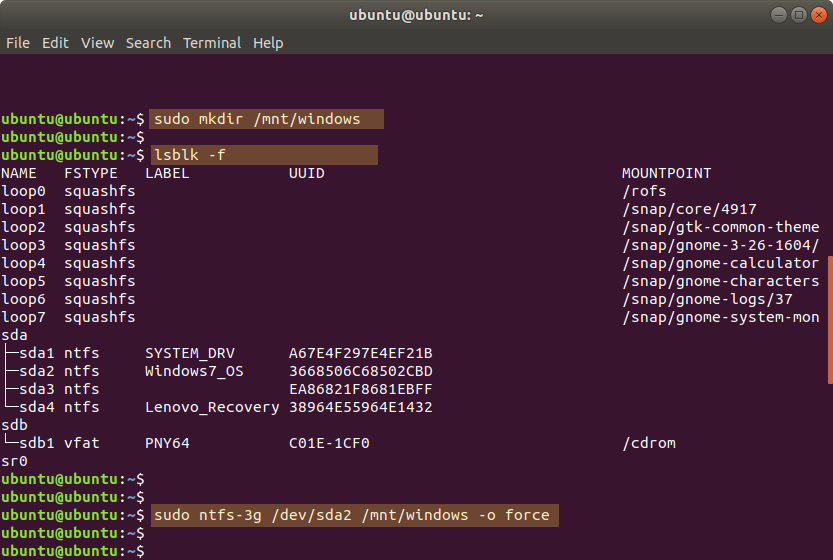 ubuntu@ubuntu: ~
File Edit View Search Terminal Help
ubuntu@ubuntu:~$ sudo mkdir /mnt/windows
ubuntu@ubuntu:~$
ubuntu@ubuntu:~$ lsblk -f
NAME   FSTYPE   LABEL           UUID                                 MOUNTPOINT
loop0  squashfs                                                      /rofs
loop1  squashfs                                                      /snap/core/4917
loop2  squashfs                                                      /snap/gtk-common-theme
loop3  squashfs                                                      /snap/gnome-3-26-1604/
loop4  squashfs                                                      /snap/gnome-calculator
loop5  squashfs                                                      /snap/gnome-characters
loop6  squashfs                                                      /snap/gnome-logs/37
loop7  squashfs                                                      /snap/gnome-system-mon
sda
├─sda1 ntfs     SYSTEM_DRV      A67E4F297E4EF21B
├─sda2 ntfs     Windows7_OS     3668506C68502CBD
├─sda3 ntfs                     EA86821F8681EBFF
└─sda4 ntfs     Lenovo_Recovery 38964E55964E1432
sdb
└─sdb1 vfat     PNY64           C01E-1CF0                            /cdrom
sr0
ubuntu@ubuntu:~$
ubuntu@ubuntu:~$
ubuntu@ubuntu:~$ sudo ntfs-3g /dev/sda2 /mnt/windows -o force
ubuntu@ubuntu:~$
ubuntu@ubuntu:~$